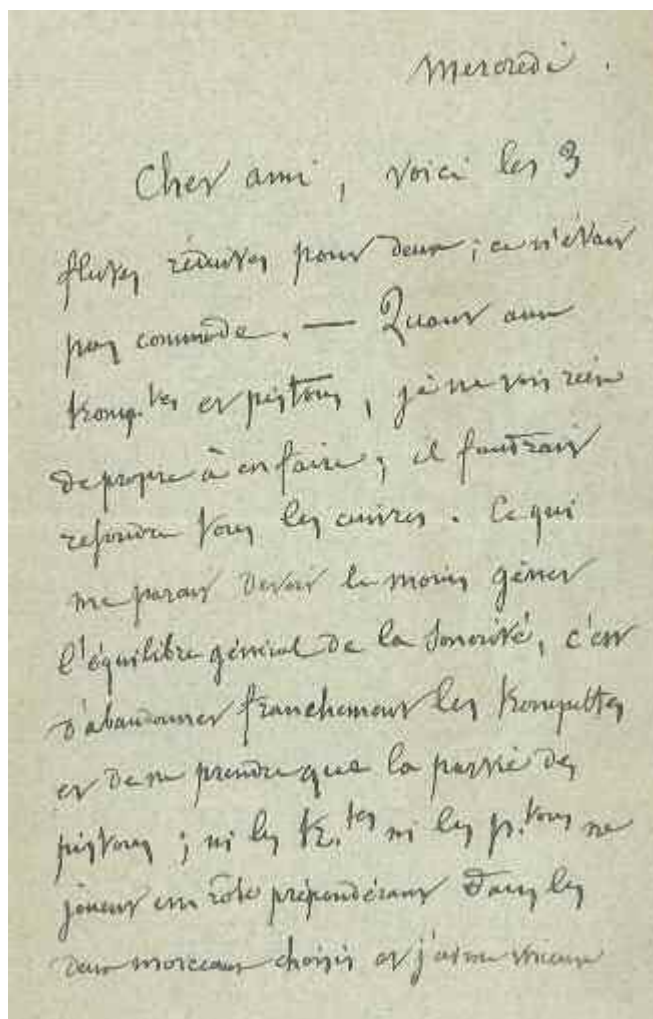 Mercredi.
Cher ami, voici les 3
flutes réduites pour deux; ce n'était
pas commode. — Quant aux
tromp.tes et pistons, je ne vois rien
de propre à en faire; il faudrait
refondre tous les cuivres. Ce qui
me parait devoir le moins gêner
l'équilibre général de la sonorité, c'est
d'abandonner franchement les trompettes
et de ne prendre que la partie des
pistons; ni les tr.tes ni les p.tons ne
jouent un rôle prépondérant dans les
deux morceaux choisis et j'aime mieux